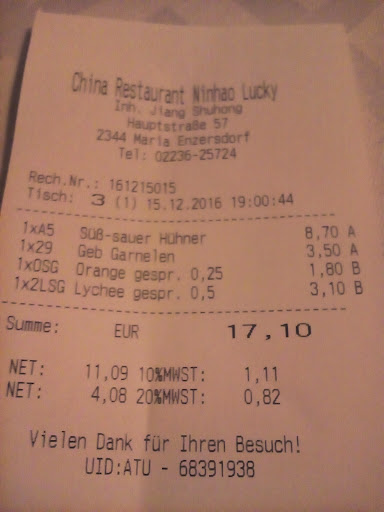 China Restaurant Ninhao Lucky
Inh. Jiang Shuhong
Hauptstraße 57
2344 Maria Enzersdorf
Tel: 02236-25724
Rech.Nr.: 161215015
Tisch: 3 (1) 15.12.2016 19:00:44
1xA5 Süß-sauer Hühner 8,70 A
1x29 Geb Garnelen 3,50 A
1xOSG Orange gespr. 0,25 1,80 B
1x2LSG Lychee gespr. 0,5 3,10 B
Summe: EUR 17,10
NET: 11,09 10%MWST: 1,11
NET: 4,08 20%MWST: 0,82
Vielen Dank für Ihren Besuch!
UID:ATU - 68391938